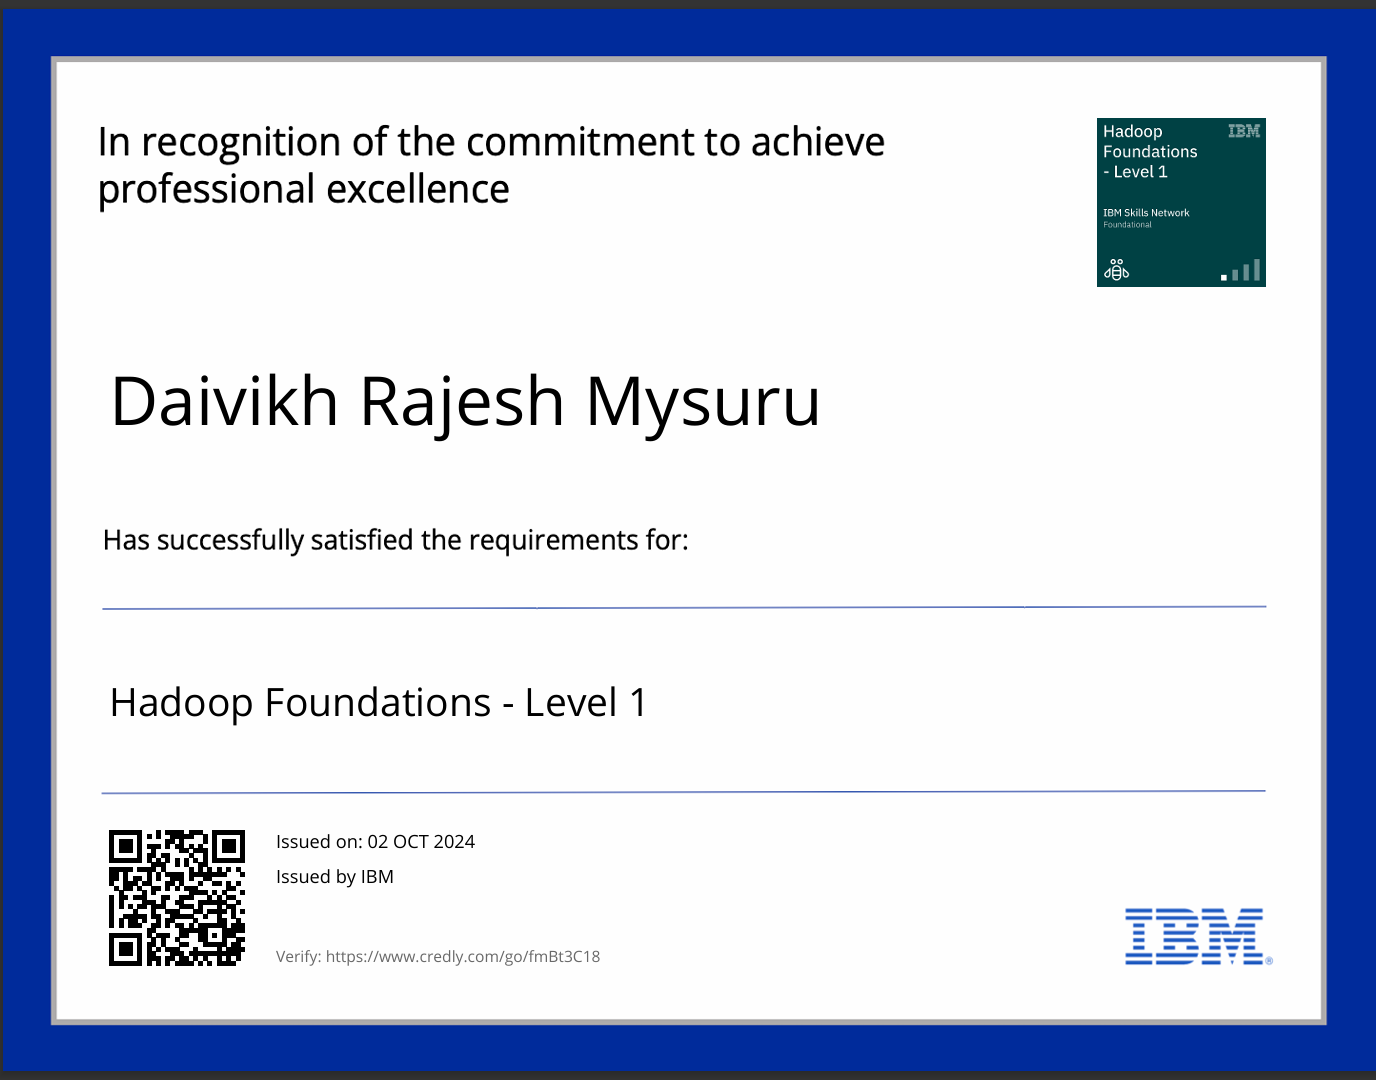 In recognition of the commitment to achieve
professional excellence
Hadoop
Foundations
- Level 1
IBM
IBM Skills Network
Foundational
Daivikh Rajesh Mysuru
Has successfully satisfied the requirements for:
Hadoop Foundations - Level 1
Issued on: 02 OCT 2024
Issued by IBM
Verify: https://www.credly.com/go/fmBt3C18
IBM®